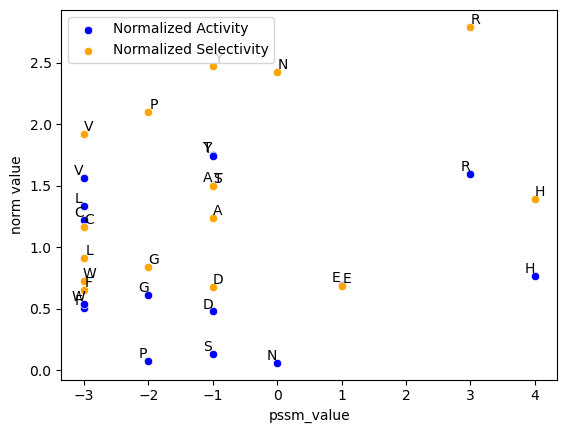 Normalized Activity
Normalized Selectivity
R
N
P
V
T
Y
A
S
T
V
R
H
L
C
C
A
L
G
H
W
F
G
D
E
E
W
F
D
S
P
N
0.0
0.5
1.0
1.5
2.0
2.5
norm value
−3
−2
−1
0
1
2
3
4
pssm_value